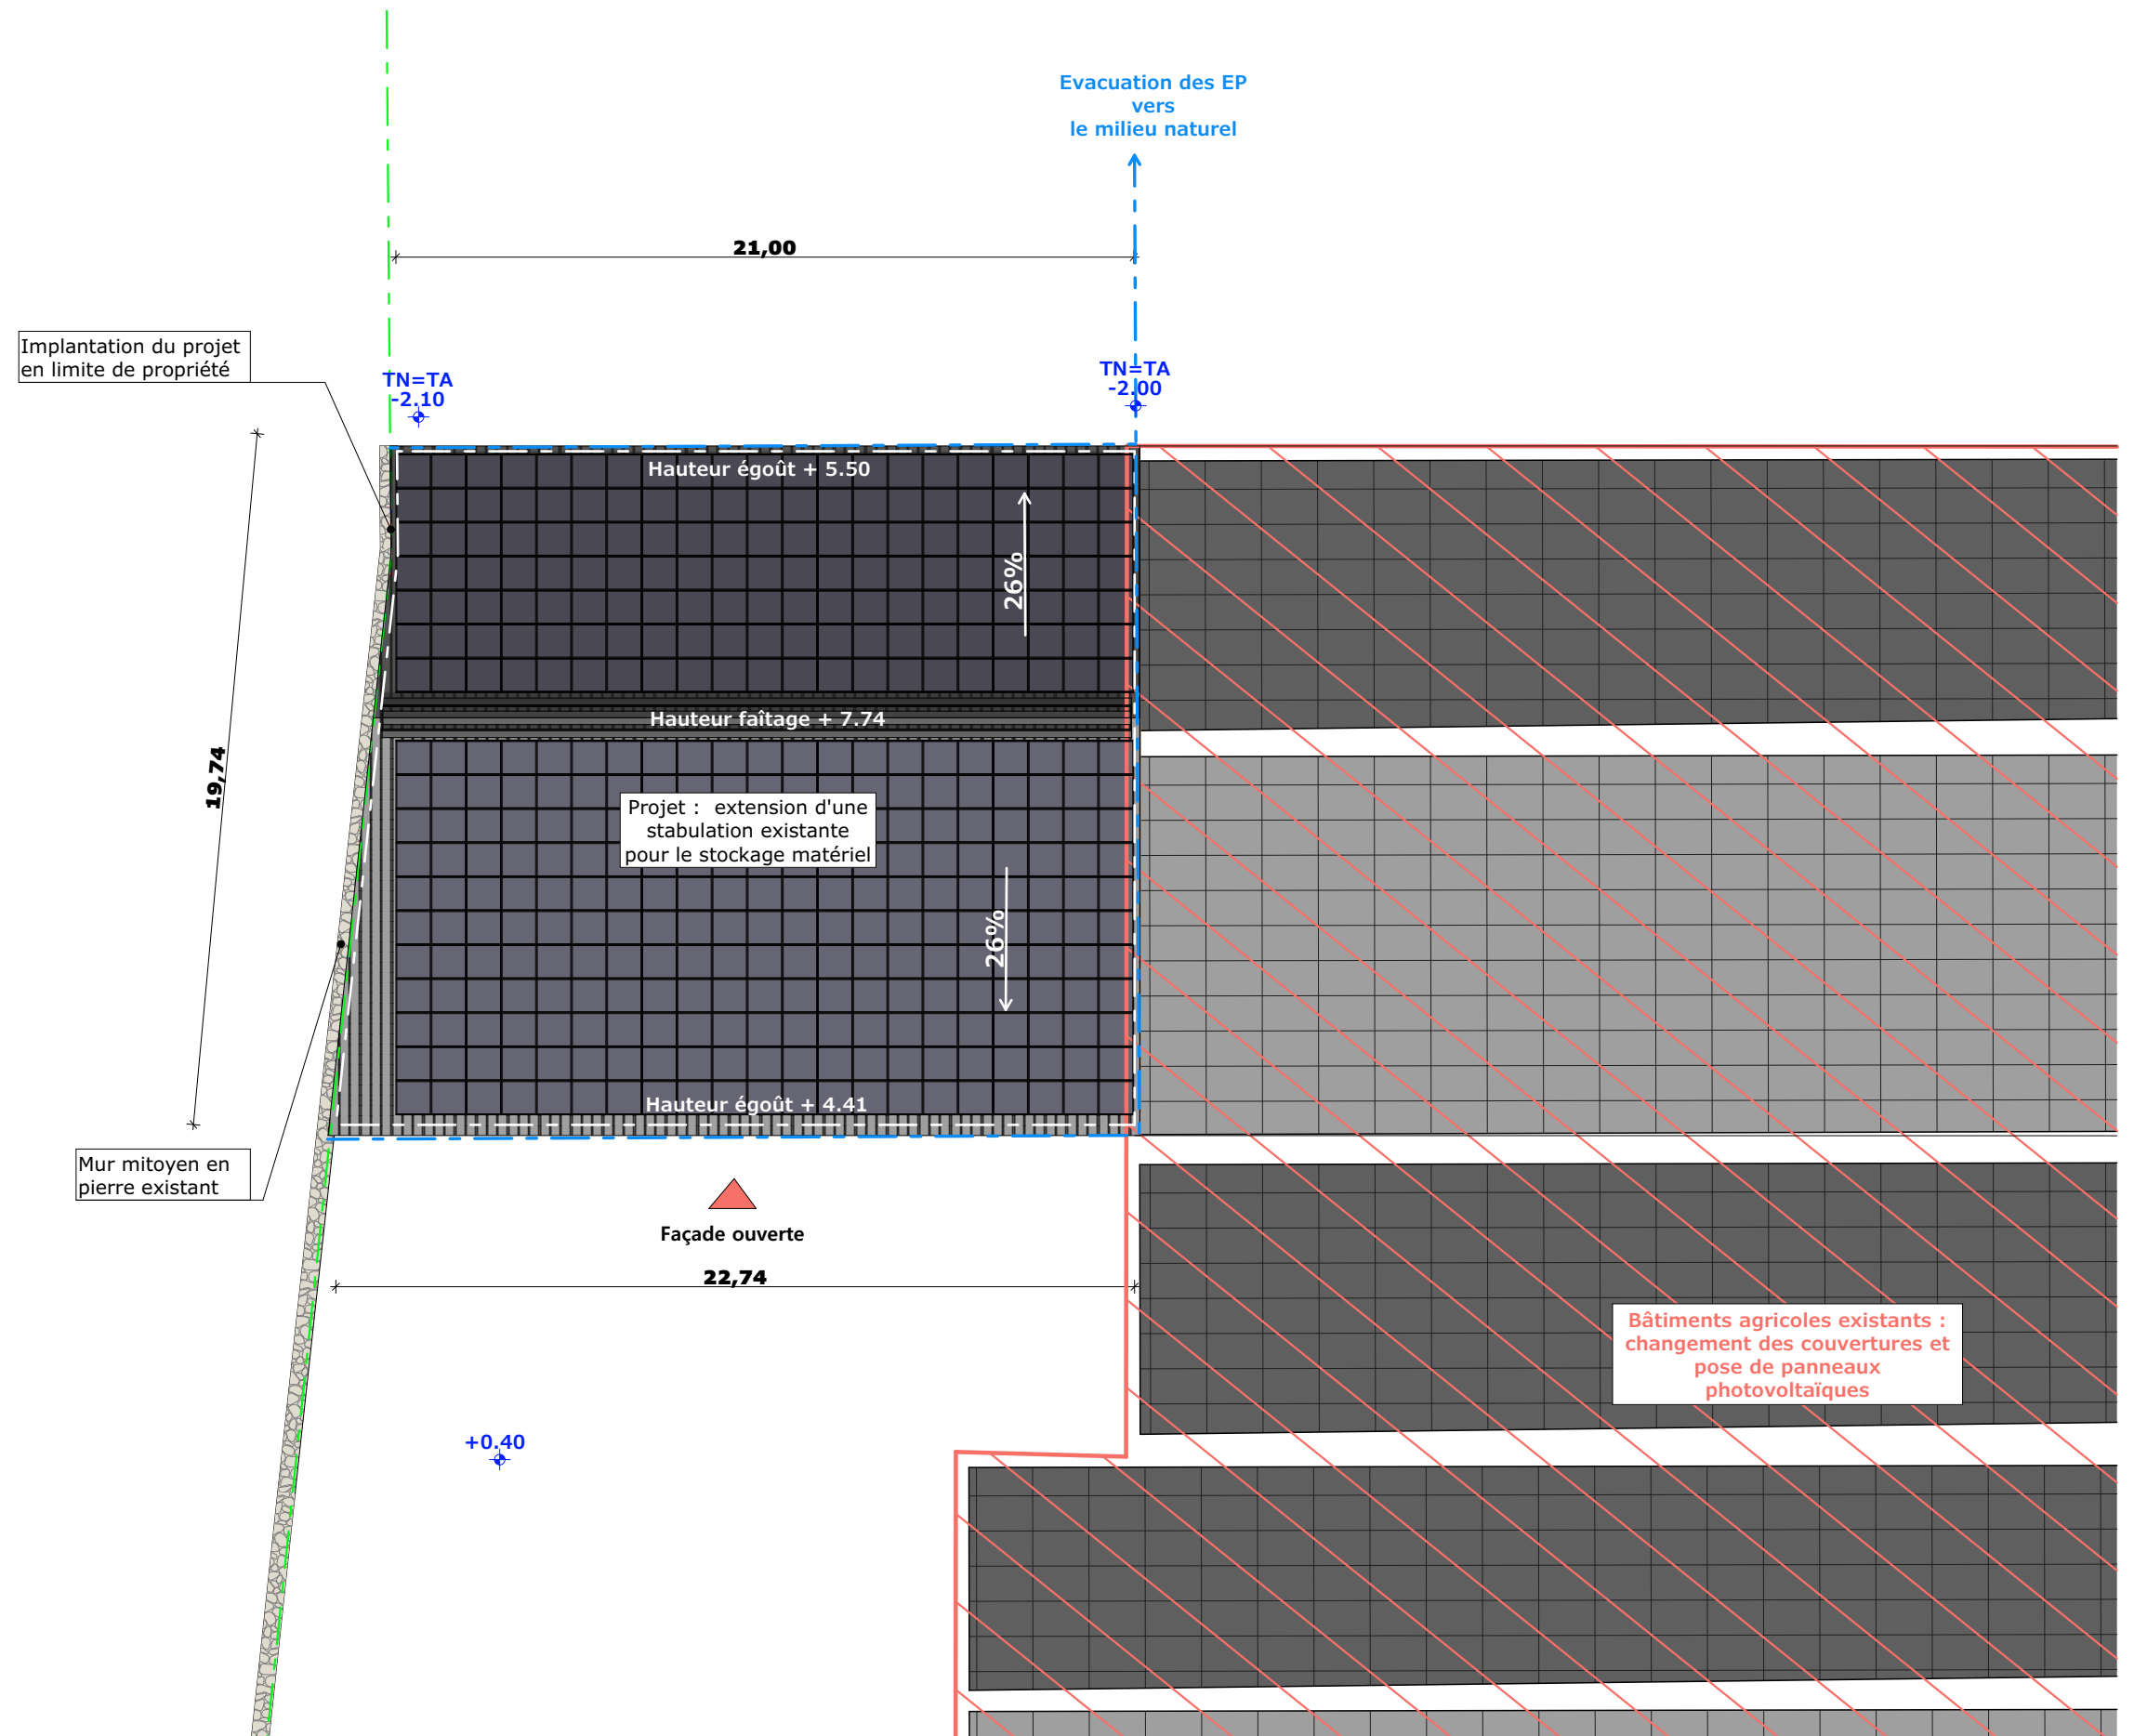 Evacuation des EP
vers
le milieu naturel
21,00
Implantation du projet
en limite de propriété
TN=TA
-2.10
TN=TA
-2.00
Hauteur égoût + 5.50
26%
Hauteur faîtage + 7.74
19,74
Projet :  extension d'une
stabulation existante
pour le stockage matériel
26%
Hauteur égoût + 4.41
Mur mitoyen en
pierre existant
Façade ouverte
22,74
Bâtiments agricoles existants :
changement des couvertures et
pose de panneaux
photovoltaïques
+0.40